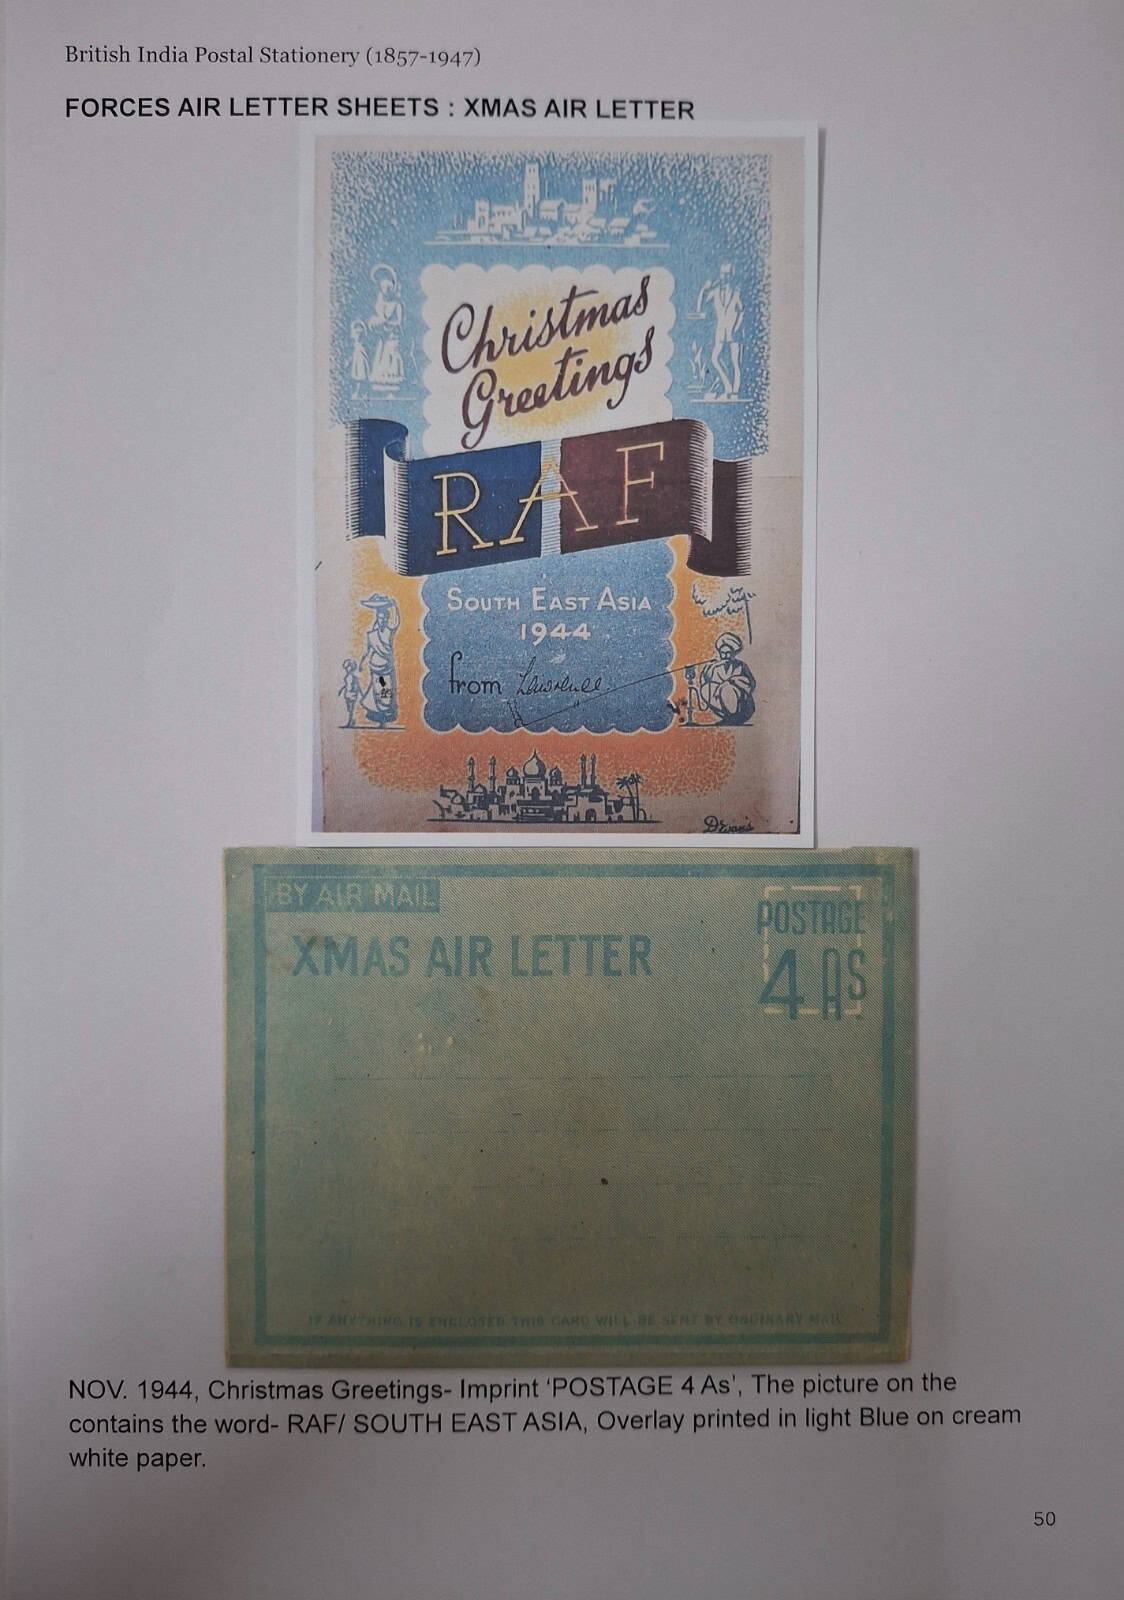 British India Postal Stationery (1857-1947)
FORCES AIR LETTER SHEETS : XMAS AIR LETTER
Christmas
Greetings
RAF
SOUTH EAST ASIA
1944
from Lawrence.
DEvans
BY AIR MAIL
XMAS AIR LETTER
POSTAGE
4 AS
IF ANYTHING IS ENCLOSED THIS CARD WILL BE SENT BY ORDINARY MAIL
NOV. 1944, Christmas Greetings- Imprint ‘POSTAGE 4 As’, The picture on the
contains the word- RAF/ SOUTH EAST ASIA, Overlay printed in light Blue on cream
white paper.
50